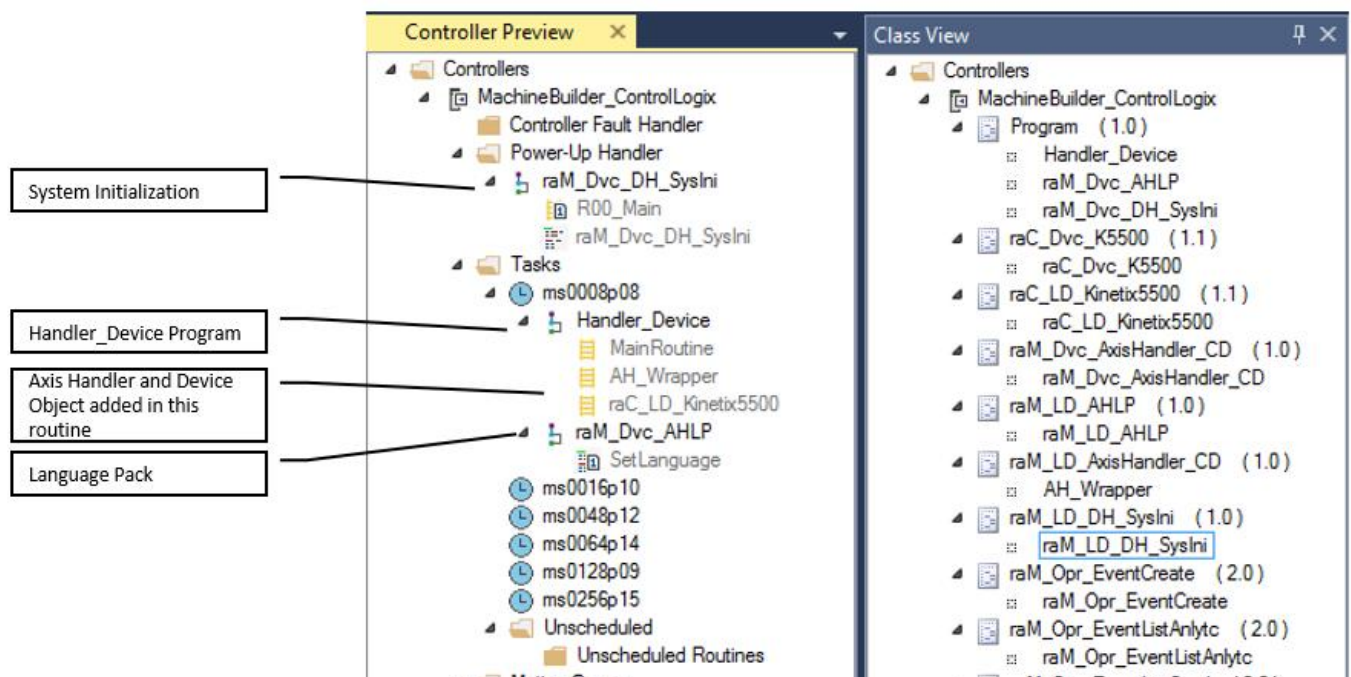 System Initialization
Handler_Device Program
Axis Handler and Device
Object added in this
routine
Language Pack
Controller Preview
Controllers
MachineBuilder_ControlLogix
Controller Fault Handler
Power-Up Handler
raM_Dvc_DH_SysIni
R00_Main
raM_Dvc_DH_SysIni
Tasks
ms0008p08
Handler_Device
MainRoutine
AH_Wrapper
raC_LD_Kinetix5500
raM_Dvc_AHLP
SetLanguage
ms0016p10
ms0048p12
ms0064p14
ms0128p09
ms0256p15
Unscheduled
Unscheduled Routines
Class View
Controllers
MachineBuilder_ControlLogix
Program (1.0)
Handler_Device
raM_Dvc_AHLP
raM_Dvc_DH_SysIni
raC_Dvc_K5500 (1.1)
raC_Dvc_K5500
raC_LD_Kinetix5500 (1.1)
raC_LD_Kinetix5500
raM_Dvc_AxisHandler_CD (1.0)
raM_Dvc_AxisHandler_CD
raM_LD_AHLP (1.0)
raM_LD_AHLP
raM_LD_AxisHandler_CD (1.0)
AH_Wrapper
raM_LD_DH_SysIni (1.0)
raM_LD_DH_SysIni
raM_Opr_EventCreate (2.0)
raM_Opr_EventCreate
raM_Opr_EventListAnlytc (2.0)
raM_Opr_EventListAnlytc